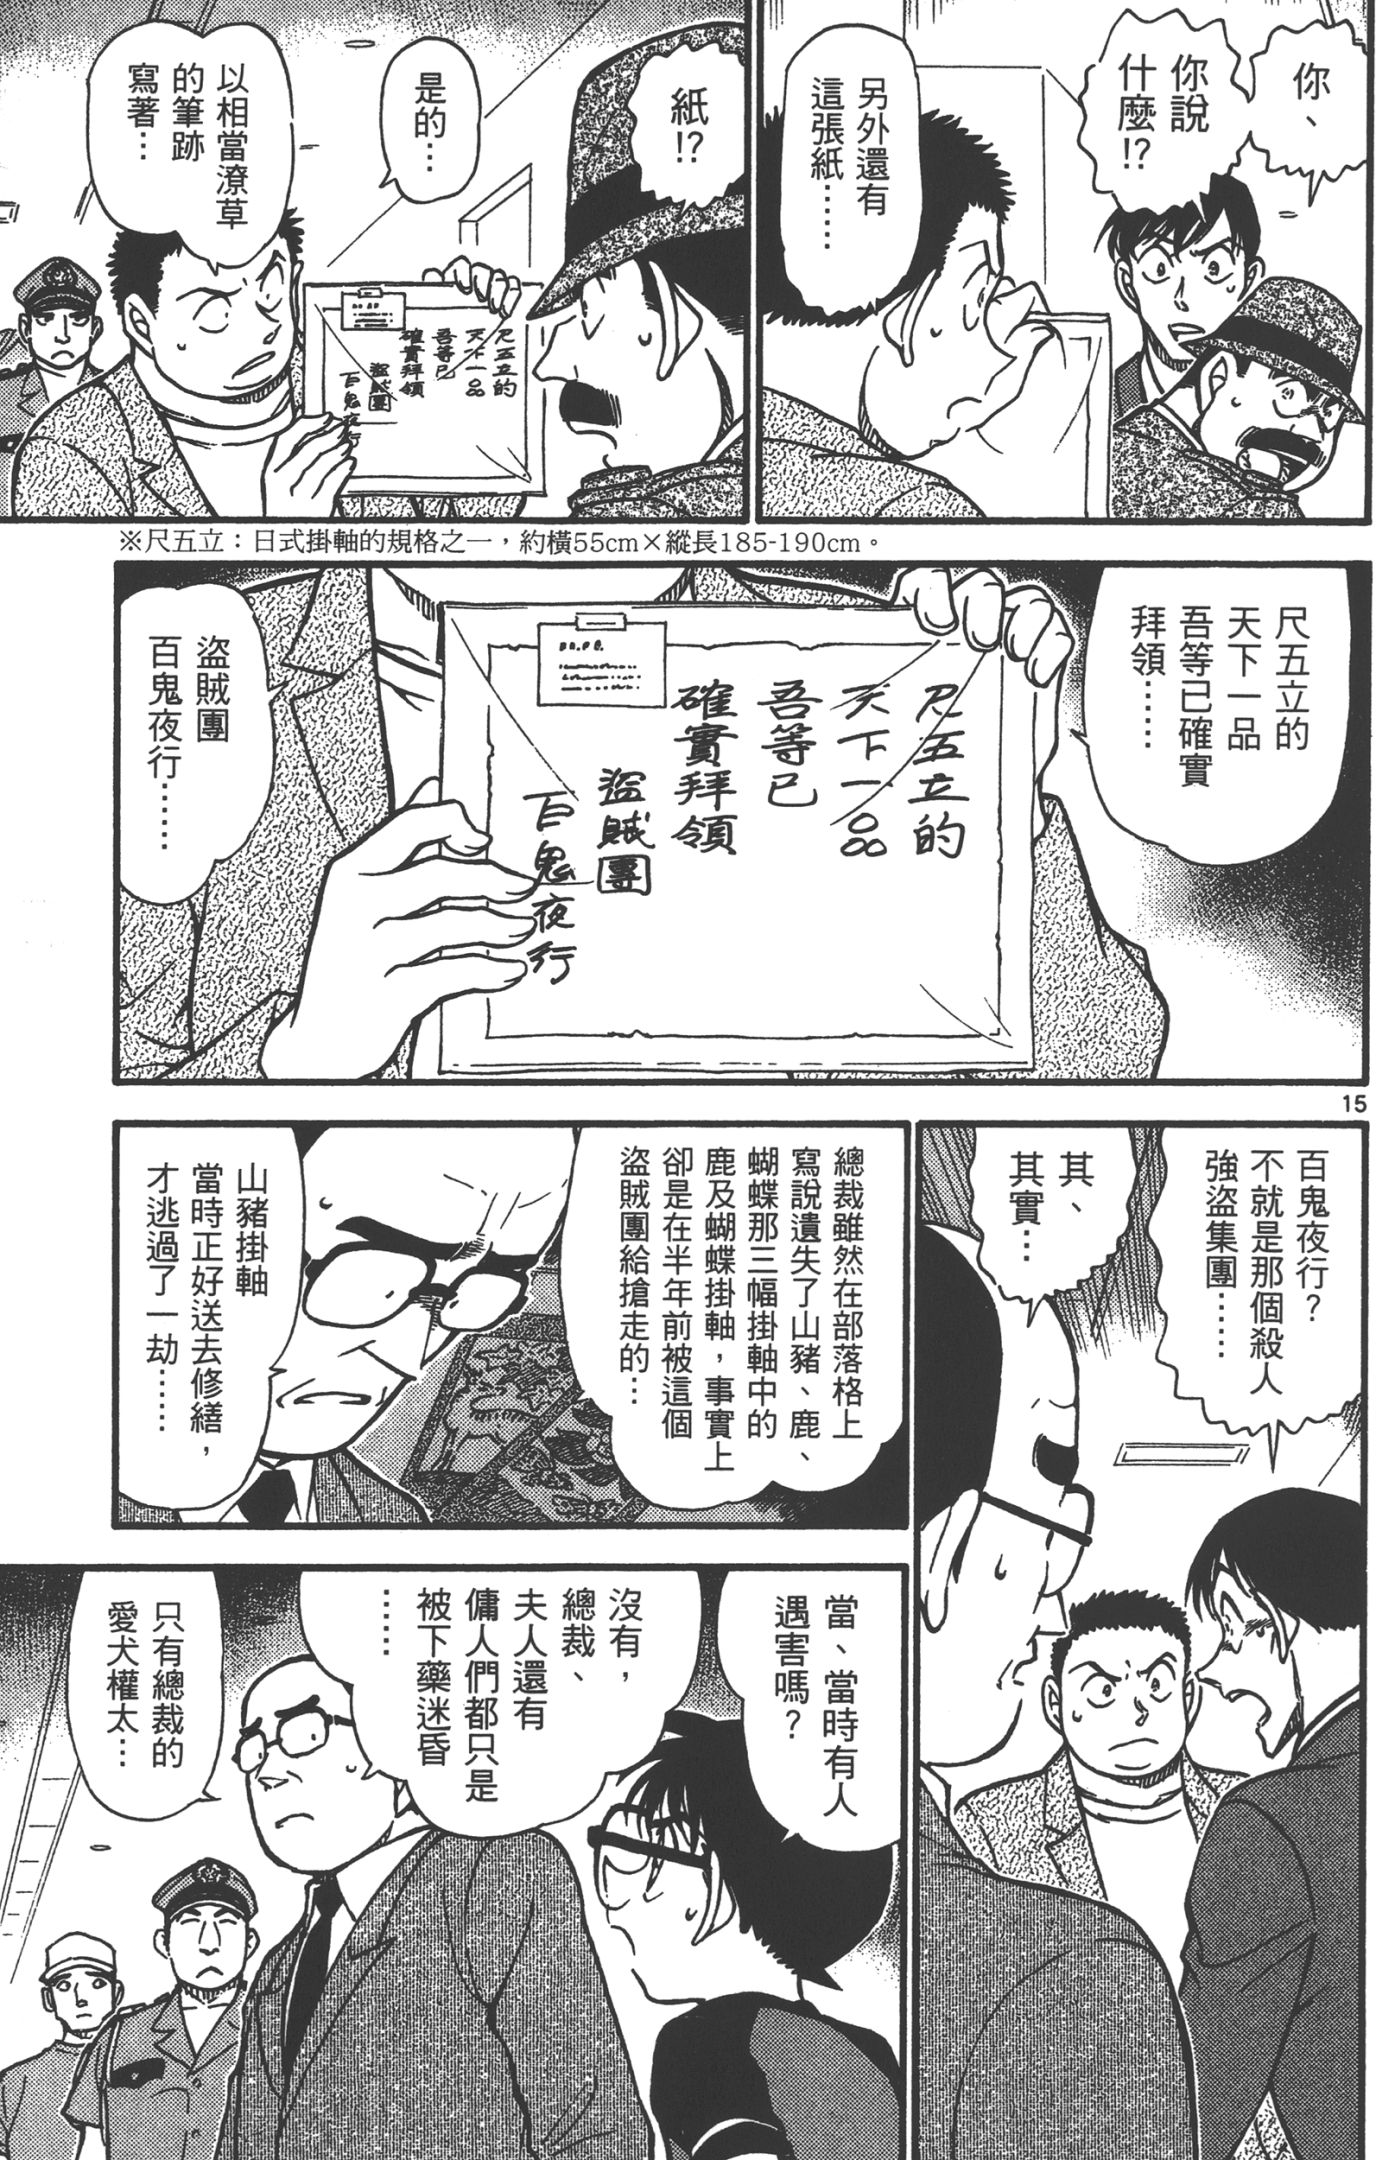 你、
你說
什麼!?
另外還有
這張紙……
紙!?
是的…
以相當潦草
的筆跡
寫著…
尺五立的
天下一品
吾等已
確實拜領
盜賊團
百鬼夜行
※尺五立：日式掛軸的規格之一，約橫55cm×縱長185-190cm。
尺五立的
天下一品
吾等已確實
拜領……
尺五立的
天下一品
吾等已
確實拜領
盜賊團
百鬼夜行
盜賊團
百鬼夜行……
15
百鬼夜行？
不就是那個殺人
強盜集團……
其、
其實…
總裁雖然在部落格上
寫說遺失了山豬、鹿、
蝴蝶那三幅掛軸中的
鹿及蝴蝶掛軸，事實上
卻是在半年前被這個
盜賊團給搶走的…
山豬掛軸
當時正好送去修繕，
才逃過了一劫……
當、當時有人
遇害嗎？
沒有，
總裁、
夫人還有
傭人們都只是
被下藥迷昏
……
只有總裁的
愛犬權太…